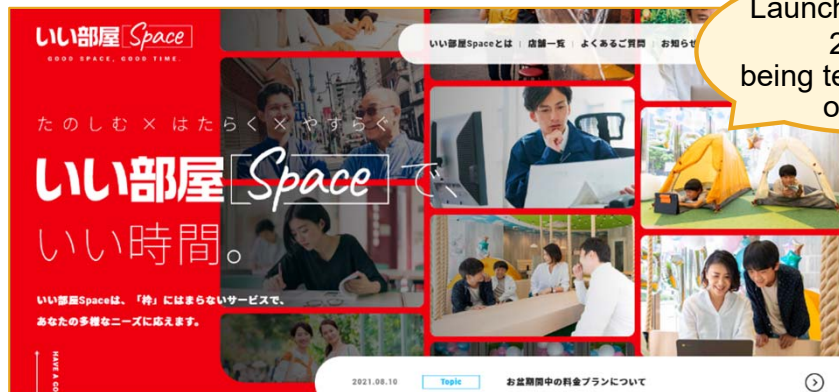 いい部屋Space
GOOD SPACE, GOOD TIME.
いい部屋Spaceとは
店舗一覧
よくあるご質問
お知らせ
Launch
2
being te
o
たのしむ × はたらく × やすらぐ
いい部屋Spaceで、
いい時間。
いい部屋Spaceは、「枠」にはまらないサービスで、
あなたの多様なニーズに応えます。
HAVE A GO
2021.08.10
Topic
お盆期間中の料金プランについて